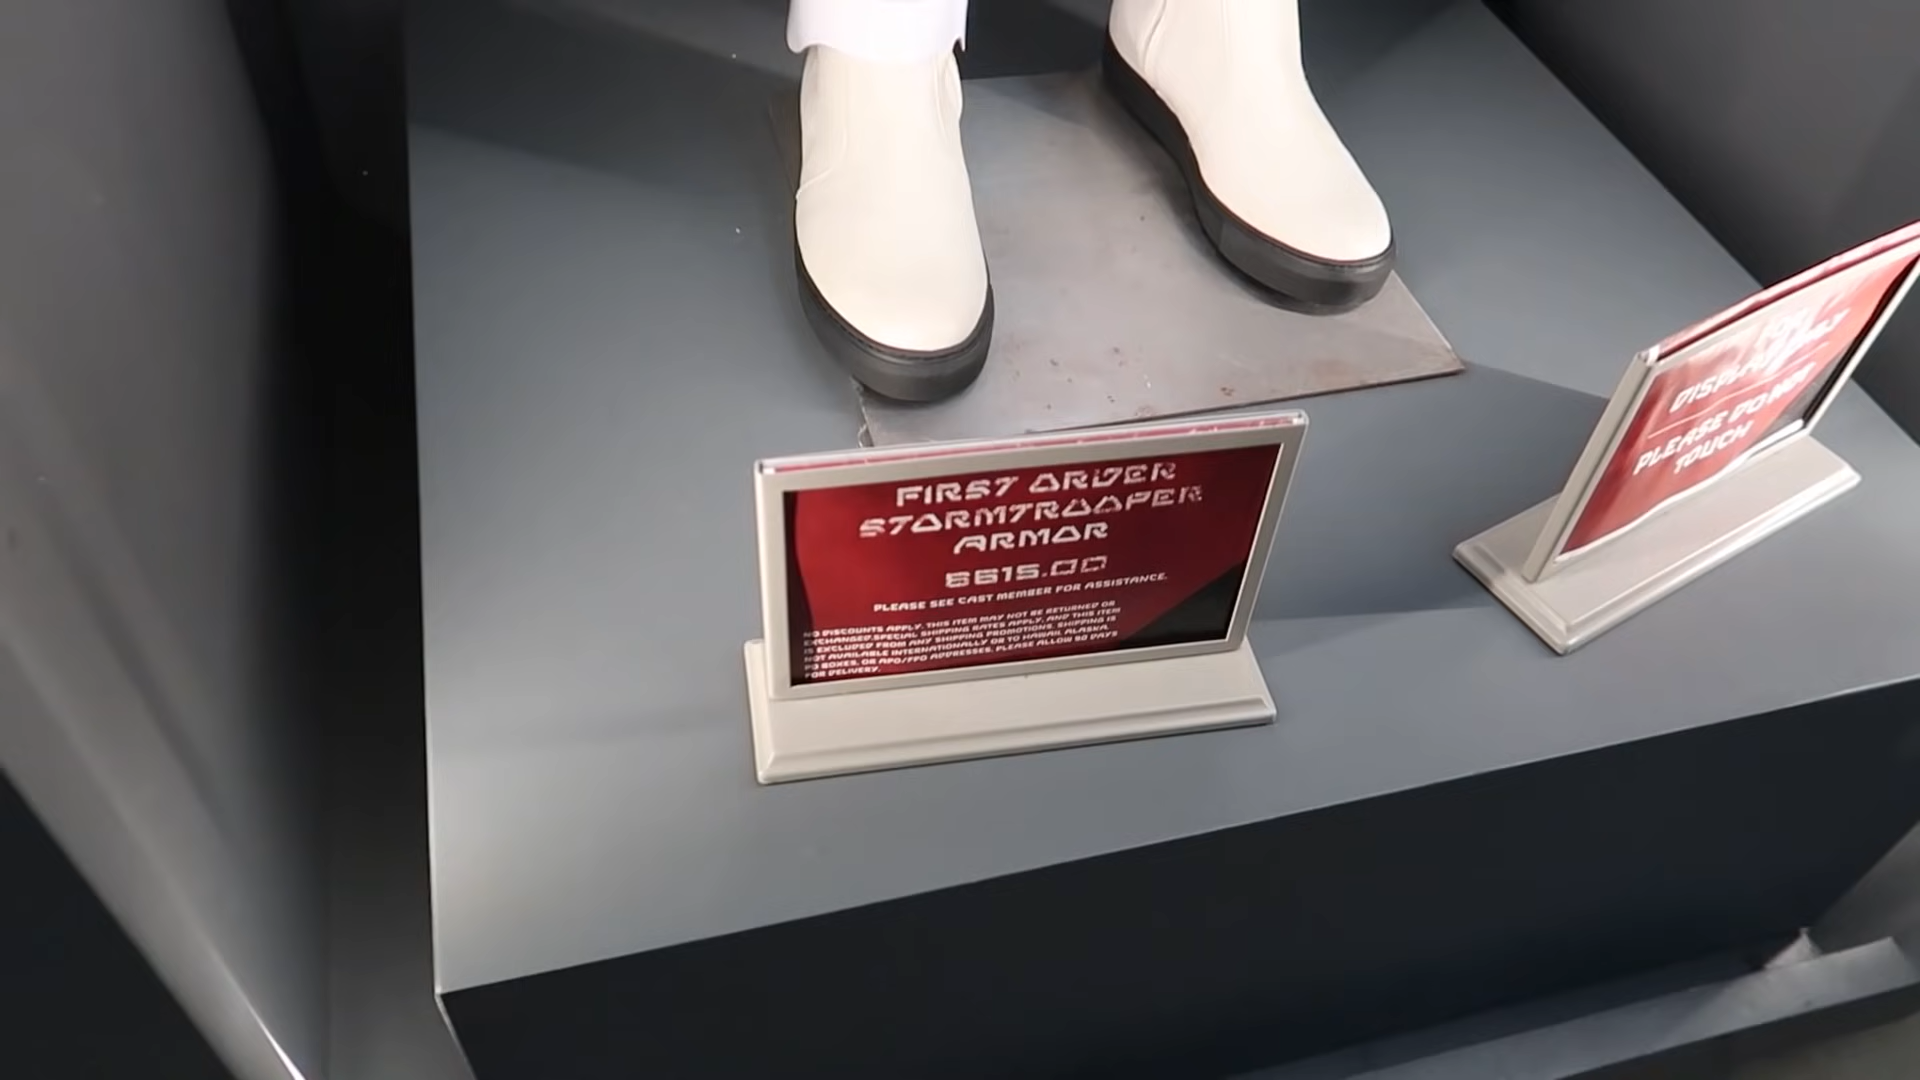 FIRST ORDER
STORMTROOPER
ARMOR
6615.00
PLEASE SEE CAST MEMBER FOR ASSISTANCE.
NO DISCOUNTS APPLY. THIS ITEM MAY NOT BE RETURNED OR
EXCHANGED. SPECIAL SHIPPING RATES APPLY, AND THIS ITEM
IS EXCLUDED FROM ANY SHIPPING PROMOTIONS. SHIPPING IS
NOT AVAILABLE INTERNATIONALLY OR TO HAWAII, ALASKA,
PO BOXES, OR APO/FPO ADDRESSES. PLEASE ALLOW 90 DAYS
FOR DELIVERY.
PLEASE DO NOT
TOUCH